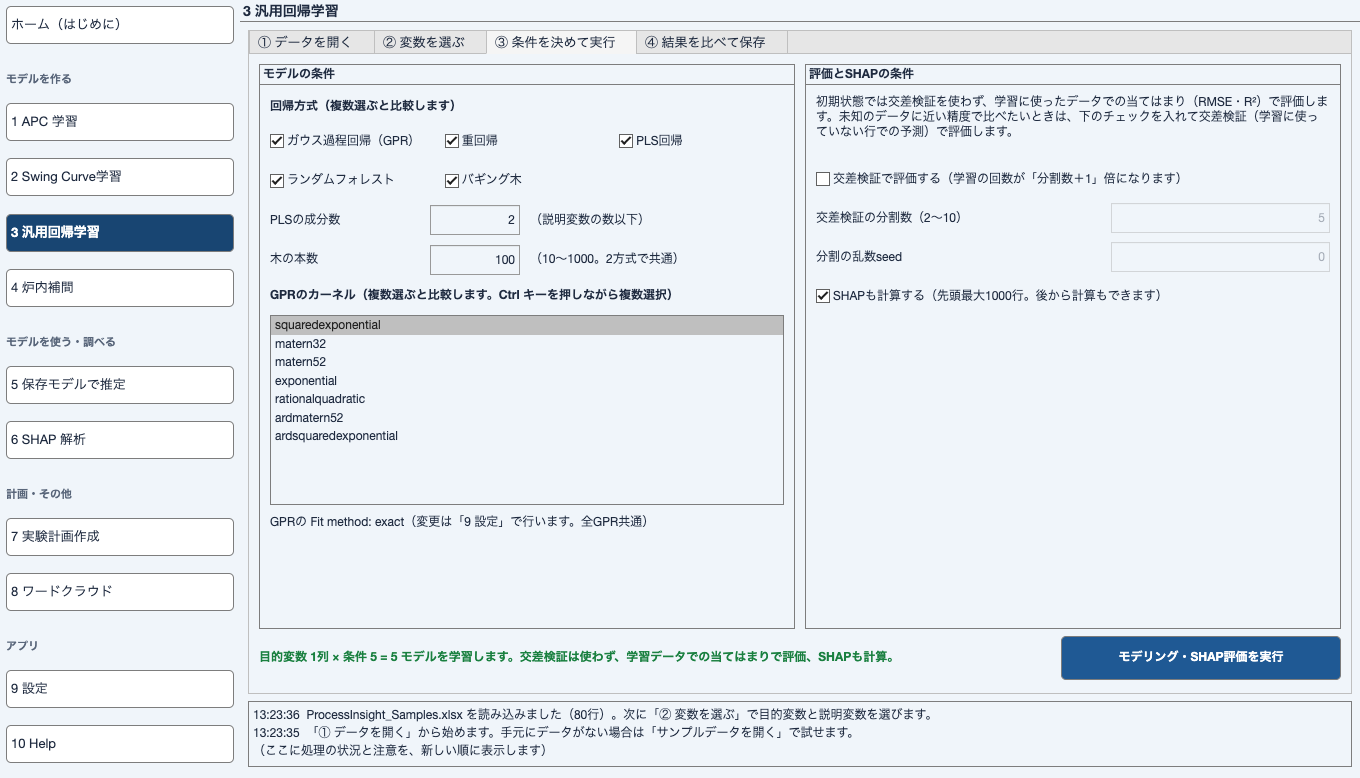 ホーム（はじめに）
モデルを作る
1 APC 学習
2 Swing Curve学習
3 汎用回帰学習
4 炉内補間
モデルを使う・調べる
5 保存モデルで推定
6 SHAP 解析
計画・その他
7 実験計画作成
8 ワードクラウド
アプリ
9 設定
10 Help
3 汎用回帰学習
① データを開く
② 変数を選ぶ
③ 条件を決めて実行
④ 結果を比べて保存
モデルの条件
回帰方式（複数選ぶと比較します）
ガウス過程回帰（GPR） 重回帰 PLS回帰
ランダムフォレスト バギング木
PLSの成分数 2 （説明変数の数以下）
木の本数 100 （10〜1000。2方式で共通）
GPRのカーネル（複数選ぶと比較します。Ctrl キーを押しながら複数選択）
squaredexponential
matern32
matern52
exponential
rationalquadratic
ardmatern52
ardsquaredexponential
GPRの Fit method: exact（変更は「9 設定」で行います。全GPR共通）
評価とSHAPの条件
初期状態では交差検証を使わず、学習に使ったデータでの当てはまり（RMSE・R²）で評価しま
す。未知のデータに近い精度で比べたいときは、下のチェックを入れて交差検証（学習に使っ
ていない行での予測）で評価します。
交差検証で評価する（学習の回数が「分割数＋1」倍になります）
交差検証の分割数（2〜10） 5
分割の乱数seed 0
SHAPも計算する（先頭最大1000行。後から計算もできます）
目的変数 1列 × 条件 5 = 5 モデルを学習します。交差検証は使わず、学習データでの当てはまりで評価、SHAPも計算。
モデリング・SHAP評価を実行
13:23:36 ProcessInsight_Samples.xlsx を読み込みました（80行）。次に「② 変数を選ぶ」で目的変数と説明変数を選びます。
13:23:35 「① データを開く」から始めます。手元にデータがない場合は「サンプルデータを開く」で試せます。
（ここに処理の状況と注意を、新しい順に表示します）